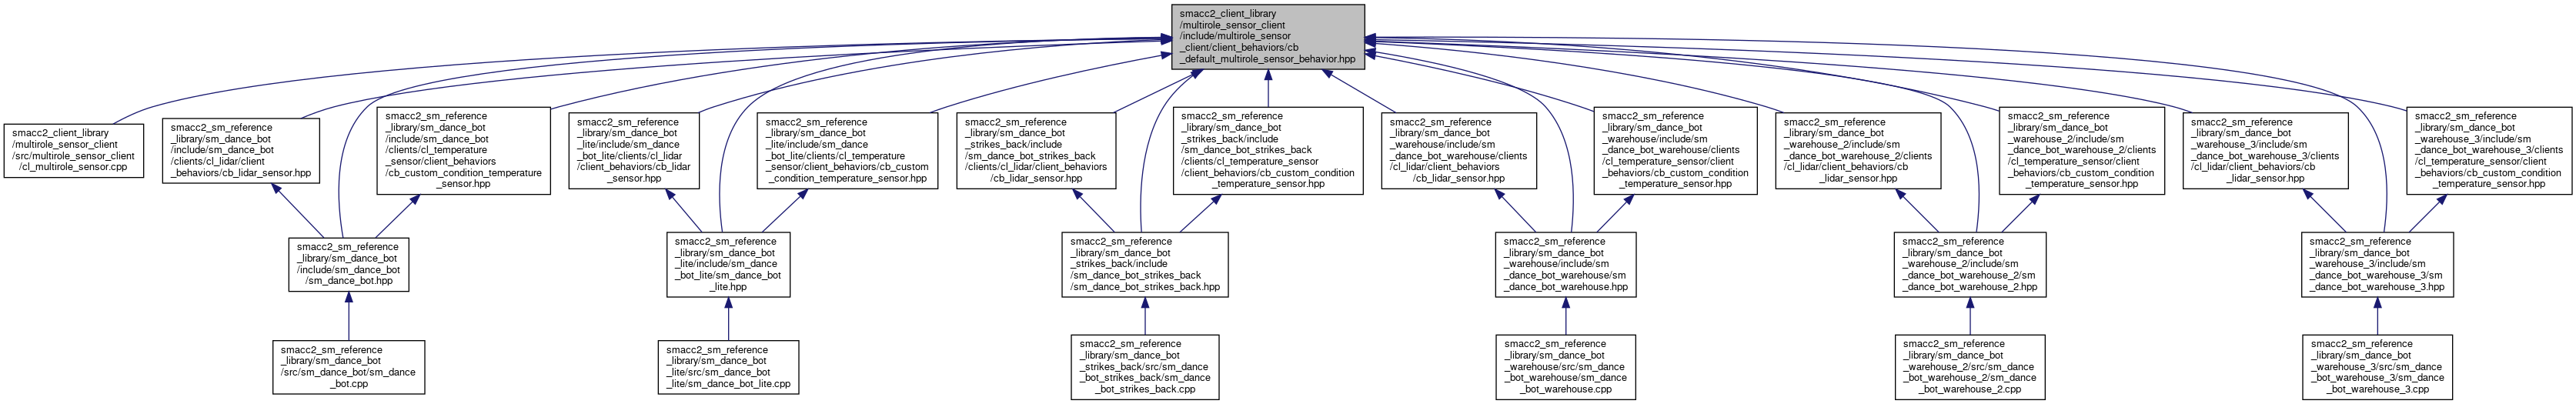 smacc2_client_library
/multirole_sensor_client
/include/multirole_sensor
_client/client_behaviors/cb
_default_multirole_sensor_behavior.hpp
smacc2_client_library
/multirole_sensor_client
/src/multirole_sensor_client
/cl_multirole_sensor.cpp
smacc2_sm_reference
_library/sm_dance_bot
/include/sm_dance_bot
/clients/cl_lidar/client
_behaviors/cb_lidar_sensor.hpp
smacc2_sm_reference
_library/sm_dance_bot
/include/sm_dance_bot
/clients/cl_temperature
_sensor/client_behaviors
/cb_custom_condition_temperature
_sensor.hpp
smacc2_sm_reference
_library/sm_dance_bot
_lite/include/sm_dance
_bot_lite/clients/cl_lidar
/client_behaviors/cb_lidar
_sensor.hpp
smacc2_sm_reference
_library/sm_dance_bot
_lite/include/sm_dance
_bot_lite/clients/cl_temperature
_sensor/client_behaviors/cb_custom
_condition_temperature_sensor.hpp
smacc2_sm_reference
_library/sm_dance_bot
_strikes_back/include
/sm_dance_bot_strikes_back
/clients/cl_lidar/client_behaviors
/cb_lidar_sensor.hpp
smacc2_sm_reference
_library/sm_dance_bot
_strikes_back/include
/sm_dance_bot_strikes_back
/clients/cl_temperature_sensor
/client_behaviors/cb_custom_condition
_temperature_sensor.hpp
smacc2_sm_reference
_library/sm_dance_bot
_warehouse/include/sm
_dance_bot_warehouse/clients
/cl_lidar/client_behaviors
/cb_lidar_sensor.hpp
smacc2_sm_reference
_library/sm_dance_bot
_warehouse/include/sm
_dance_bot_warehouse/clients
/cl_temperature_sensor/client
_behaviors/cb_custom_condition
_temperature_sensor.hpp
smacc2_sm_reference
_library/sm_dance_bot
_warehouse_2/include/sm
_dance_bot_warehouse_2/clients
/cl_lidar/client_behaviors/cb
_lidar_sensor.hpp
smacc2_sm_reference
_library/sm_dance_bot
_warehouse_2/include/sm
_dance_bot_warehouse_2/clients
/cl_temperature_sensor/client
_behaviors/cb_custom_condition
_temperature_sensor.hpp
smacc2_sm_reference
_library/sm_dance_bot
_warehouse_3/include/sm
_dance_bot_warehouse_3/clients
/cl_lidar/client_behaviors/cb
_lidar_sensor.hpp
smacc2_sm_reference
_library/sm_dance_bot
_warehouse_3/include/sm
_dance_bot_warehouse_3/clients
/cl_temperature_sensor/client
_behaviors/cb_custom_condition
_temperature_sensor.hpp
smacc2_sm_reference
_library/sm_dance_bot
/include/sm_dance_bot
/sm_dance_bot.hpp
smacc2_sm_reference
_library/sm_dance_bot
_lite/include/sm_dance
_bot_lite/sm_dance_bot
_lite.hpp
smacc2_sm_reference
_library/sm_dance_bot
_strikes_back/include
/sm_dance_bot_strikes_back
/sm_dance_bot_strikes_back.hpp
smacc2_sm_reference
_library/sm_dance_bot
_warehouse/include/sm
_dance_bot_warehouse/sm
_dance_bot_warehouse.hpp
smacc2_sm_reference
_library/sm_dance_bot
_warehouse_2/include/sm
_dance_bot_warehouse_2/sm
_dance_bot_warehouse_2.hpp
smacc2_sm_reference
_library/sm_dance_bot
_warehouse_3/include/sm
_dance_bot_warehouse_3/sm
_dance_bot_warehouse_3.hpp
smacc2_sm_reference
_library/sm_dance_bot
/src/sm_dance_bot/sm_dance
_bot.cpp
smacc2_sm_reference
_library/sm_dance_bot
_lite/src/sm_dance_bot
_lite/sm_dance_bot_lite.cpp
smacc2_sm_reference
_library/sm_dance_bot
_strikes_back/src/sm_dance
_bot_strikes_back/sm_dance
_bot_strikes_back.cpp
smacc2_sm_reference
_library/sm_dance_bot
_warehouse/src/sm_dance
_bot_warehouse/sm_dance
_bot_warehouse.cpp
smacc2_sm_reference
_library/sm_dance_bot
_warehouse_2/src/sm_dance
_bot_warehouse_2/sm_dance
_bot_warehouse_2.cpp
smacc2_sm_reference
_library/sm_dance_bot
_warehouse_3/src/sm_dance
_bot_warehouse_3/sm_dance
_bot_warehouse_3.cpp